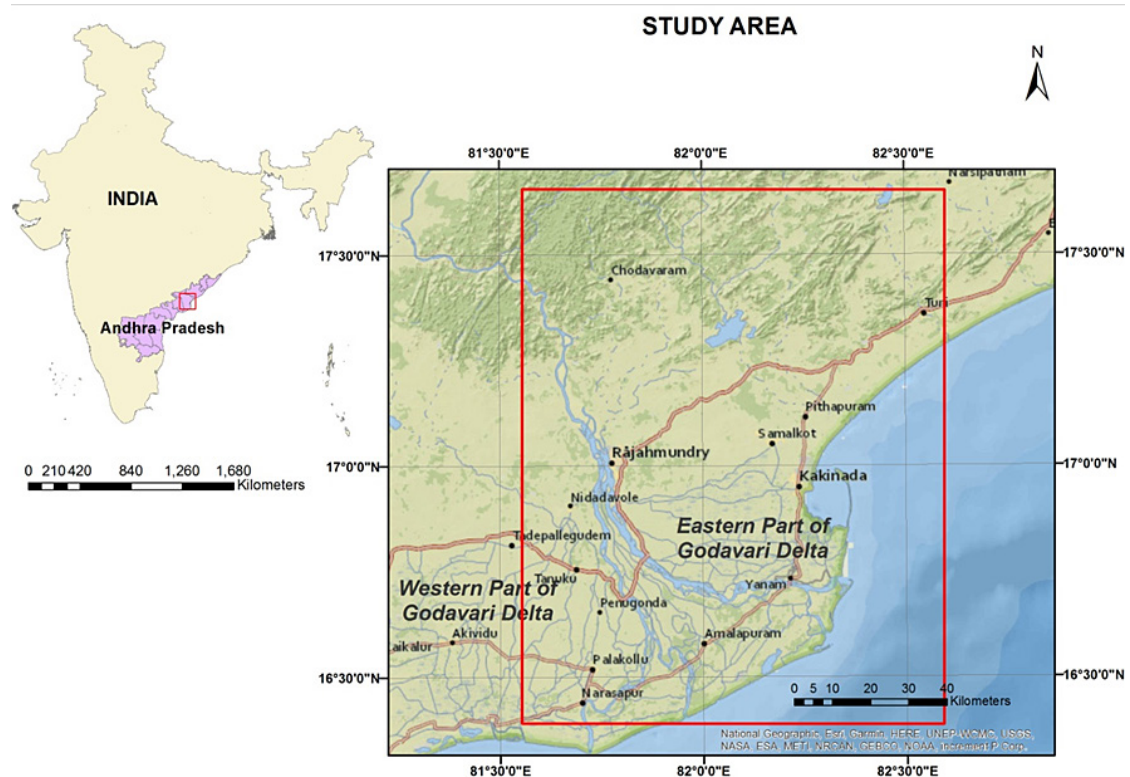 STUDY AREA
N
INDIA
Andhra Pradesh
0 210 420 840 1,260 1,680
Kilometers
81°30'0"E 82°0'0"E 82°30'0"E
Narsipatnam
17°30'0"N 17°30'0"N
Chodavaram
Tuni
Pithapuram
Samalkot
Rājahmundry
17°0'0"N 17°0'0"N
Kakinada
Nidadavole
Eastern Part of
Godavari Delta
Tadepallegudem
Tanuku
Yanam
Western Part of
Godavari Delta
Penugonda
Akividu
Amalapuram
aikalur
Palakollu
16°30'0"N 16°30'0"N
Narasapur
0 5 10 20 30 40
Kilometers
National Geographic, Esri, Garmin, HERE, UNEP-WCMC, USGS,
NASA, ESA, METI, NRCAN, GEBCO, NOAA, Increment P Corp.
81°30'0"E 82°0'0"E 82°30'0"E